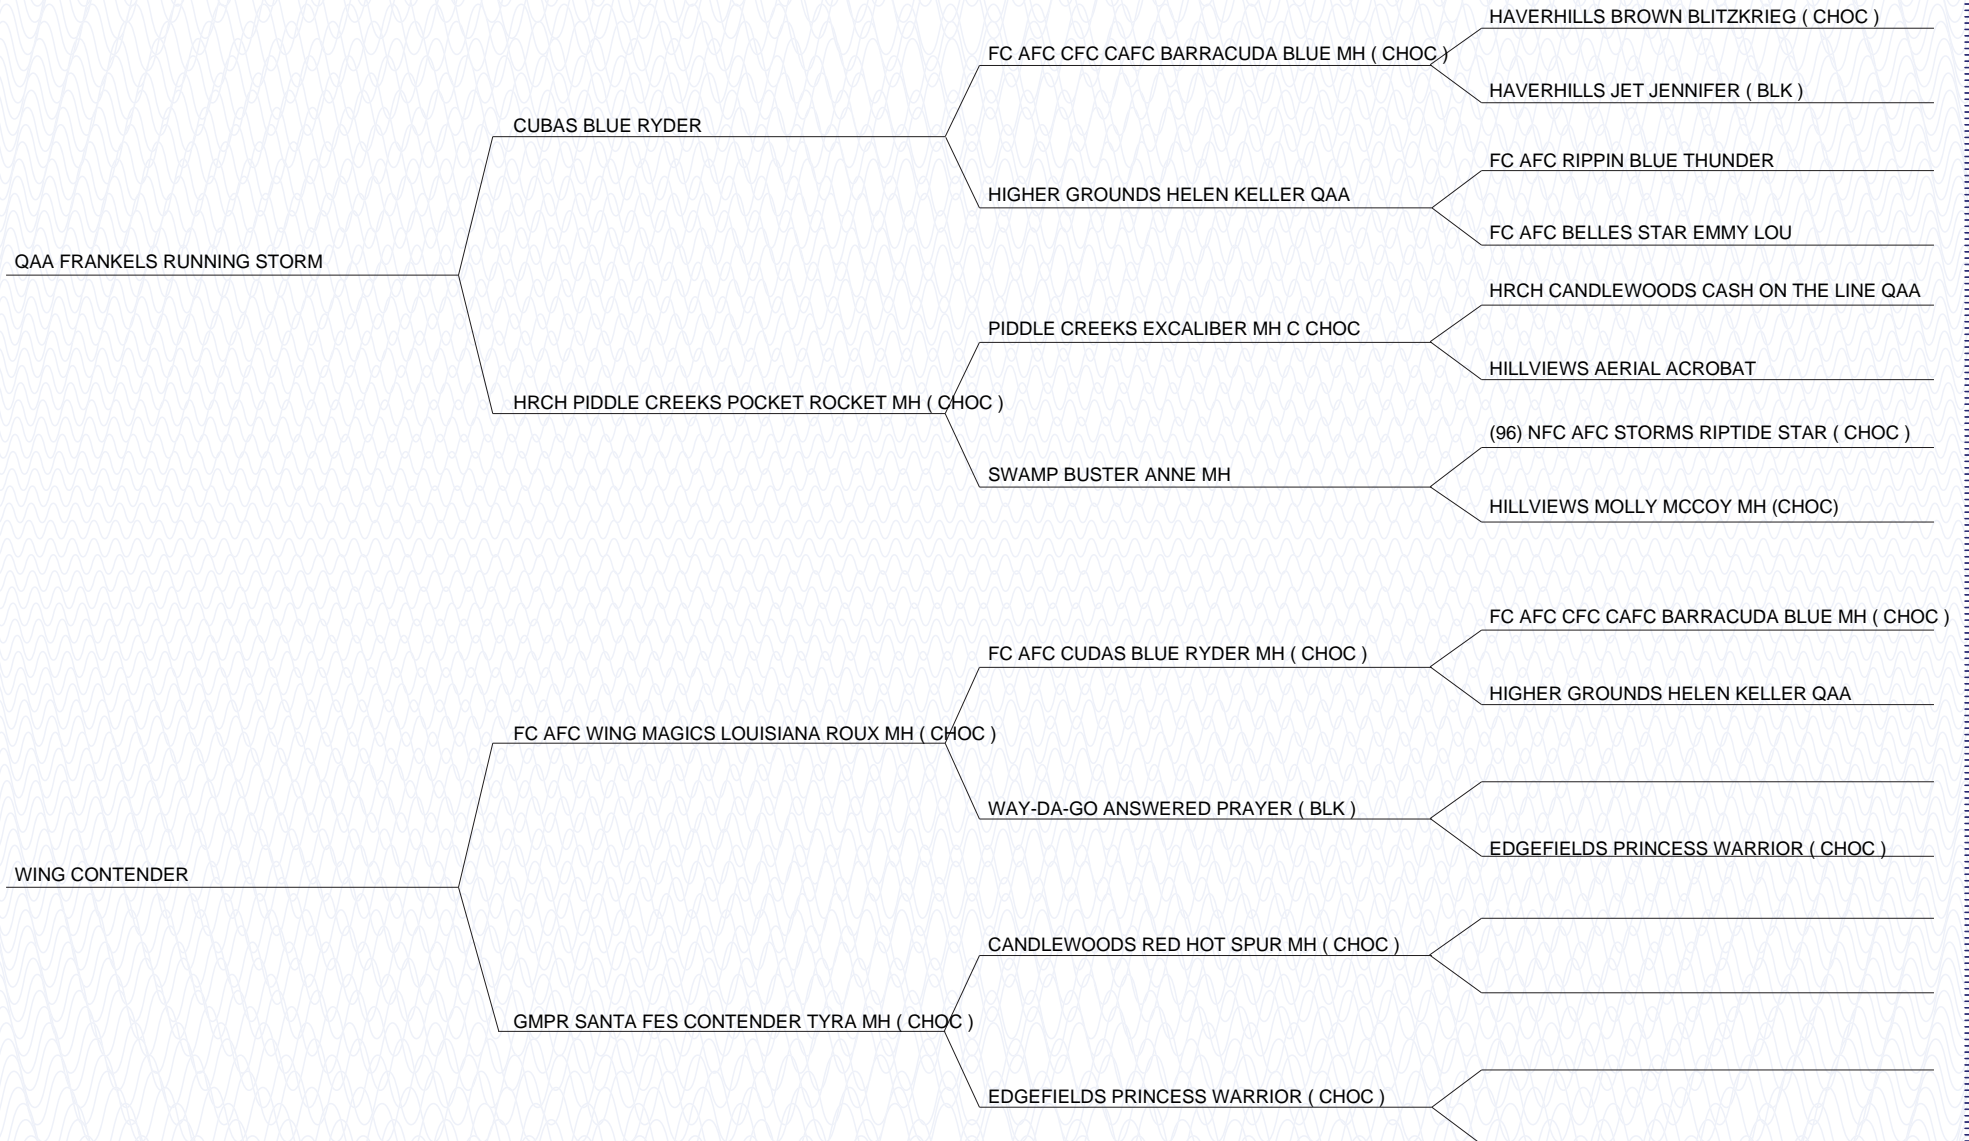 HAVERHILLS BROWN BLITZKRIEG ( CHOC )
FC AFC CFC CAFC BARRACUDA BLUE MH ( CHOC )
HAVERHILLS JET JENNIFER ( BLK )
CUBAS BLUE RYDER
FC AFC RIPPIN BLUE THUNDER
HIGHER GROUNDS HELEN KELLER QAA
FC AFC BELLES STAR EMMY LOU
QAA FRANKELS RUNNING STORM
HRCH CANDLEWOODS CASH ON THE LINE QAA
PIDDLE CREEKS EXCALIBER MH C CHOC
HILLVIEWS AERIAL ACROBAT
HRCH PIDDLE CREEKS POCKET ROCKET MH ( CHOC )
(96) NFC AFC STORMS RIPTIDE STAR ( CHOC )
SWAMP BUSTER ANNE MH
HILLVIEWS MOLLY MCCOY MH (CHOC)
FC AFC CFC CAFC BARRACUDA BLUE MH ( CHOC )
FC AFC CUDAS BLUE RYDER MH ( CHOC )
HIGHER GROUNDS HELEN KELLER QAA
FC AFC WING MAGICS LOUISIANA ROUX MH ( CHOC )
WAY-DA-GO ANSWERED PRAYER ( BLK )
EDGEFIELDS PRINCESS WARRIOR ( CHOC )
WING CONTENDER
CANDLEWOODS RED HOT SPUR MH ( CHOC )
GMPR SANTA FES CONTENDER TYRA MH ( CHOC )
EDGEFIELDS PRINCESS WARRIOR ( CHOC )